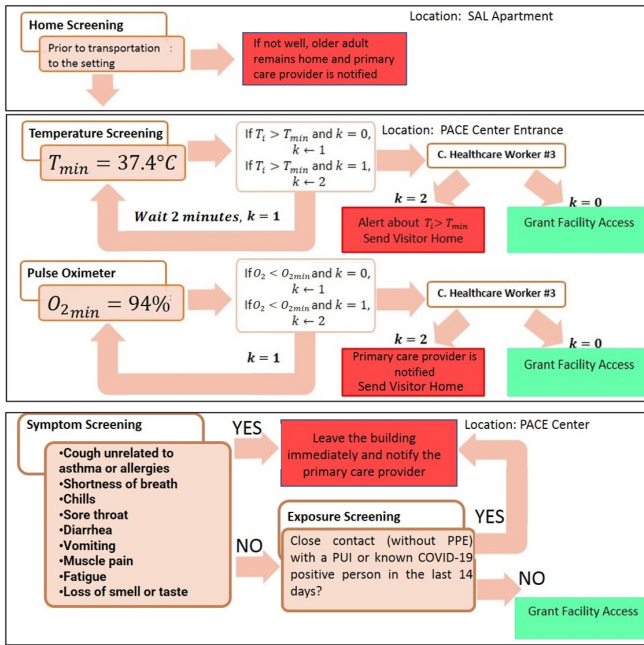 Home Screening
Location: SAL Apartment
Prior to transportation :
to the setting
If not well, older adult
remains home and primary
care provider is notified
Temperature Screening
T_min = 37.4°C
If T_i > T_min and k = 0,
k ← 1
If T_i > T_min and k = 1,
k ← 2
Location: PACE Center Entrance
C. Healthcare Worker #3
Wait 2 minutes, k = 1
k = 2
k = 0
Alert about T_i > T_min
Send Visitor Home
Grant Facility Access
Pulse Oximeter
O_2min = 94%
If O_2 < O_2min and k = 0,
k ← 1
If O_2 < O_2min and k = 1,
k ← 2
C. Healthcare Worker #3
k = 1
k = 2
k = 0
Primary care provider is
notified
Send Visitor Home
Grant Facility Access
Symptom Screening
•Cough unrelated to
asthma or allergies
•Shortness of breath
•Chills
•Sore throat
•Diarrhea
•Vomiting
•Muscle pain
•Fatigue
•Loss of smell or taste
YES
Leave the building
immediately and notify the
primary care provider
Location: PACE Center
NO
Exposure Screening
YES
Close contact (without PPE)
with a PUI or known COVID-19
positive person in the last 14
days?
NO
Grant Facility Access